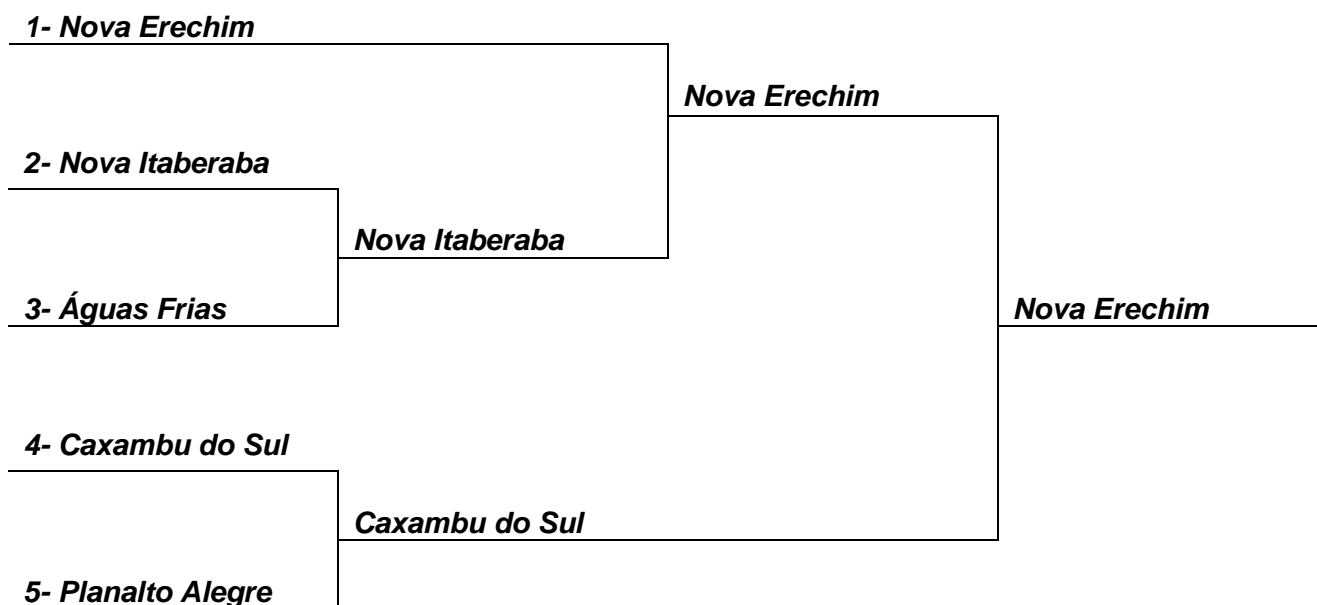 1- Nova Erechim
Nova Erechim
2- Nova Itaberaba
Nova Itaberaba
3- Águas Frias
Nova Erechim
4- Caxambu do Sul
Caxambu do Sul
5- Planalto Alegre